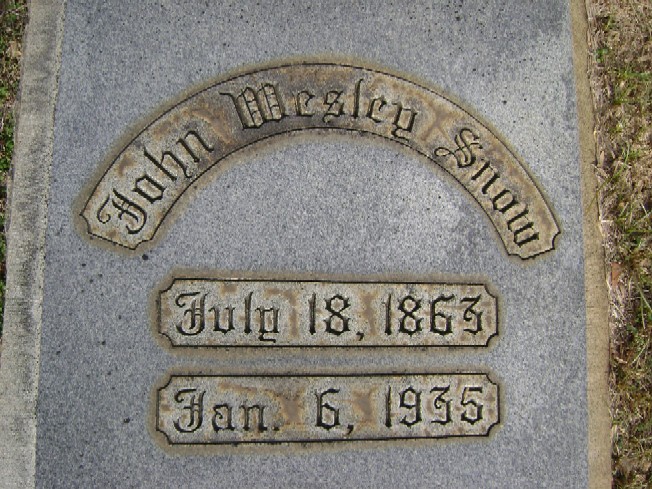 John Wesley Snow
July 18, 1863
Jan. 6, 1935